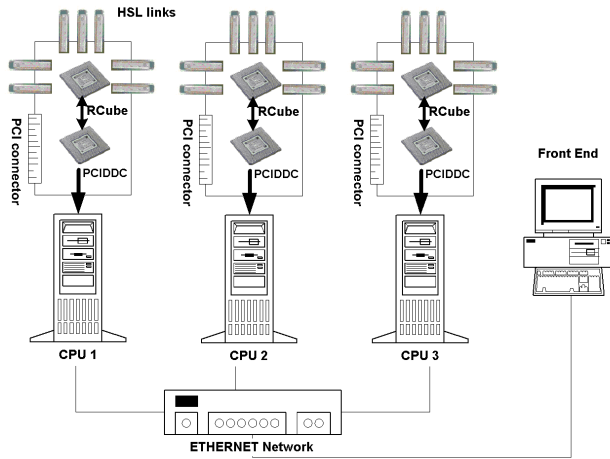 HSL links
RCube
RCube
RCube
PCI connector
PCI connector
PCI connector
PCIDDC
PCIDDC
PCIDDC
Front End
CPU 1
CPU 2
CPU 3
ETHERNET Network